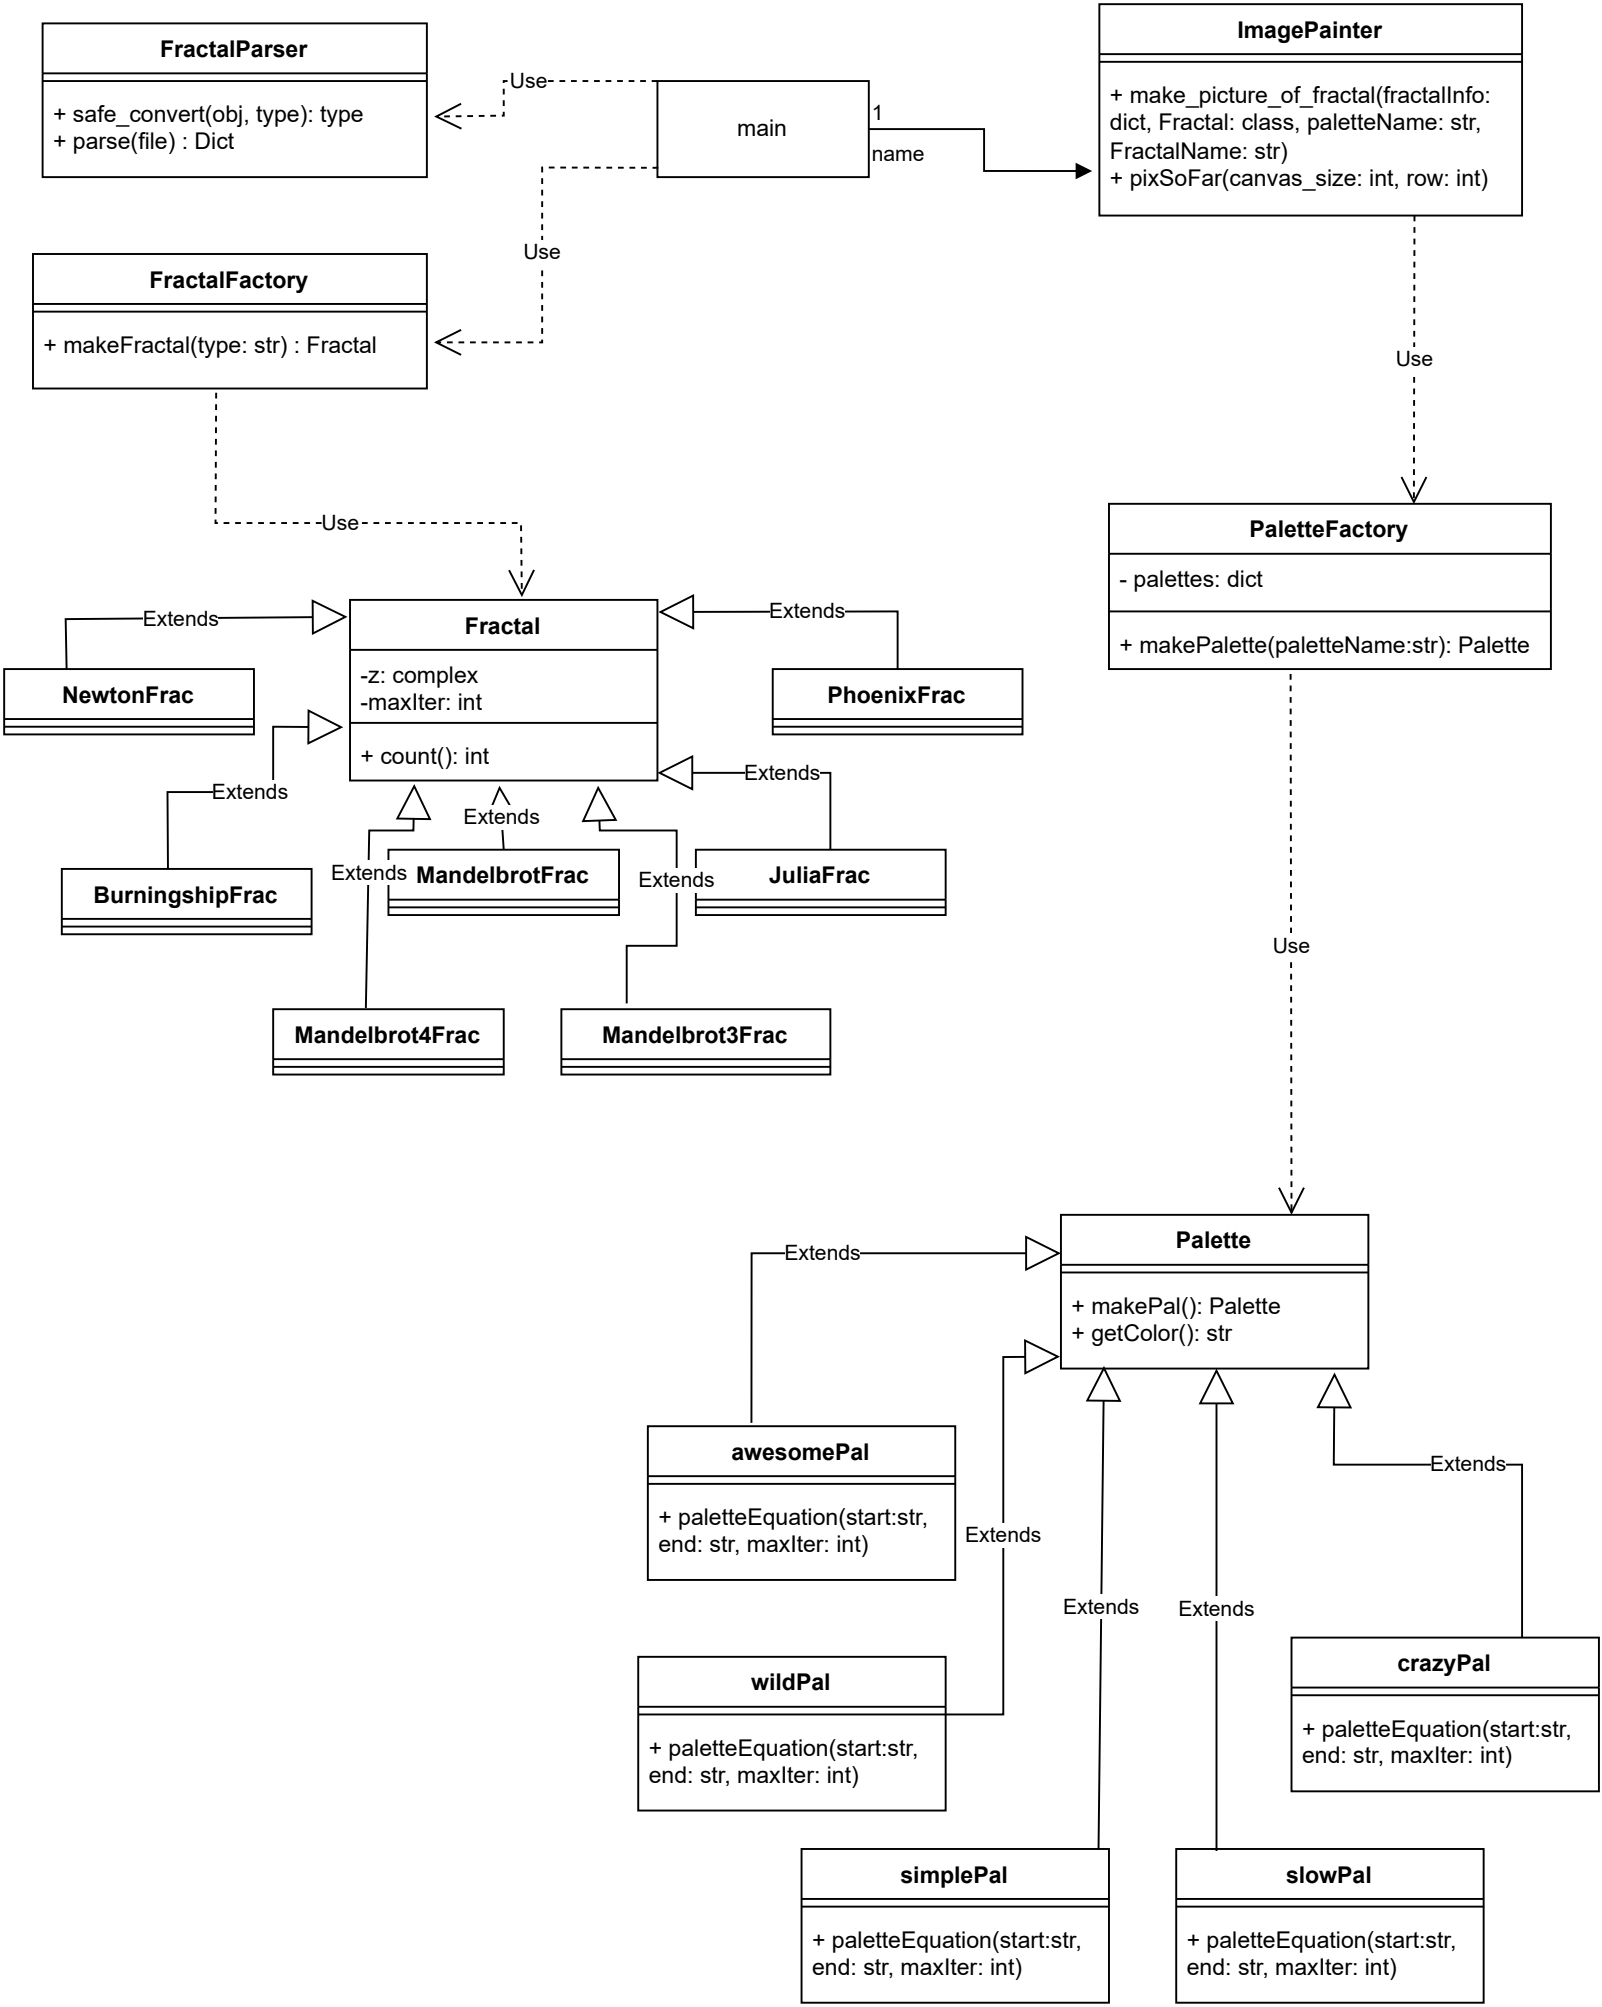 FractalParser
+ safe_convert(obj, type): type
+ parse(file) : Dict
Use
main
1
name
ImagePainter
+ make_picture_of_fractal(fractalInfo:
dict, Fractal: class, paletteName: str,
FractalName: str)
+ pixSoFar(canvas_size: int, row: int)
Use
FractalFactory
+ makeFractal(type: str) : Fractal
Use
Use
PaletteFactory
- palettes: dict
+ makePalette(paletteName:str): Palette
Extends
Fractal
-z: complex
-maxIter: int
+ count(): int
Extends
NewtonFrac
PhoenixFrac
Extends
Extends
Extends
Extends
Extends
BurningshipFrac
MandelbrotFrac
JuliaFrac
Mandelbrot4Frac
Mandelbrot3Frac
Use
Palette
+ makePal(): Palette
+ getColor(): str
Extends
awesomePal
+ paletteEquation(start:str,
end: str, maxIter: int)
Extends
Extends
Extends
Extends
wildPal
+ paletteEquation(start:str,
end: str, maxIter: int)
crazyPal
+ paletteEquation(start:str,
end: str, maxIter: int)
simplePal
+ paletteEquation(start:str,
end: str, maxIter: int)
slowPal
+ paletteEquation(start:str,
end: str, maxIter: int)